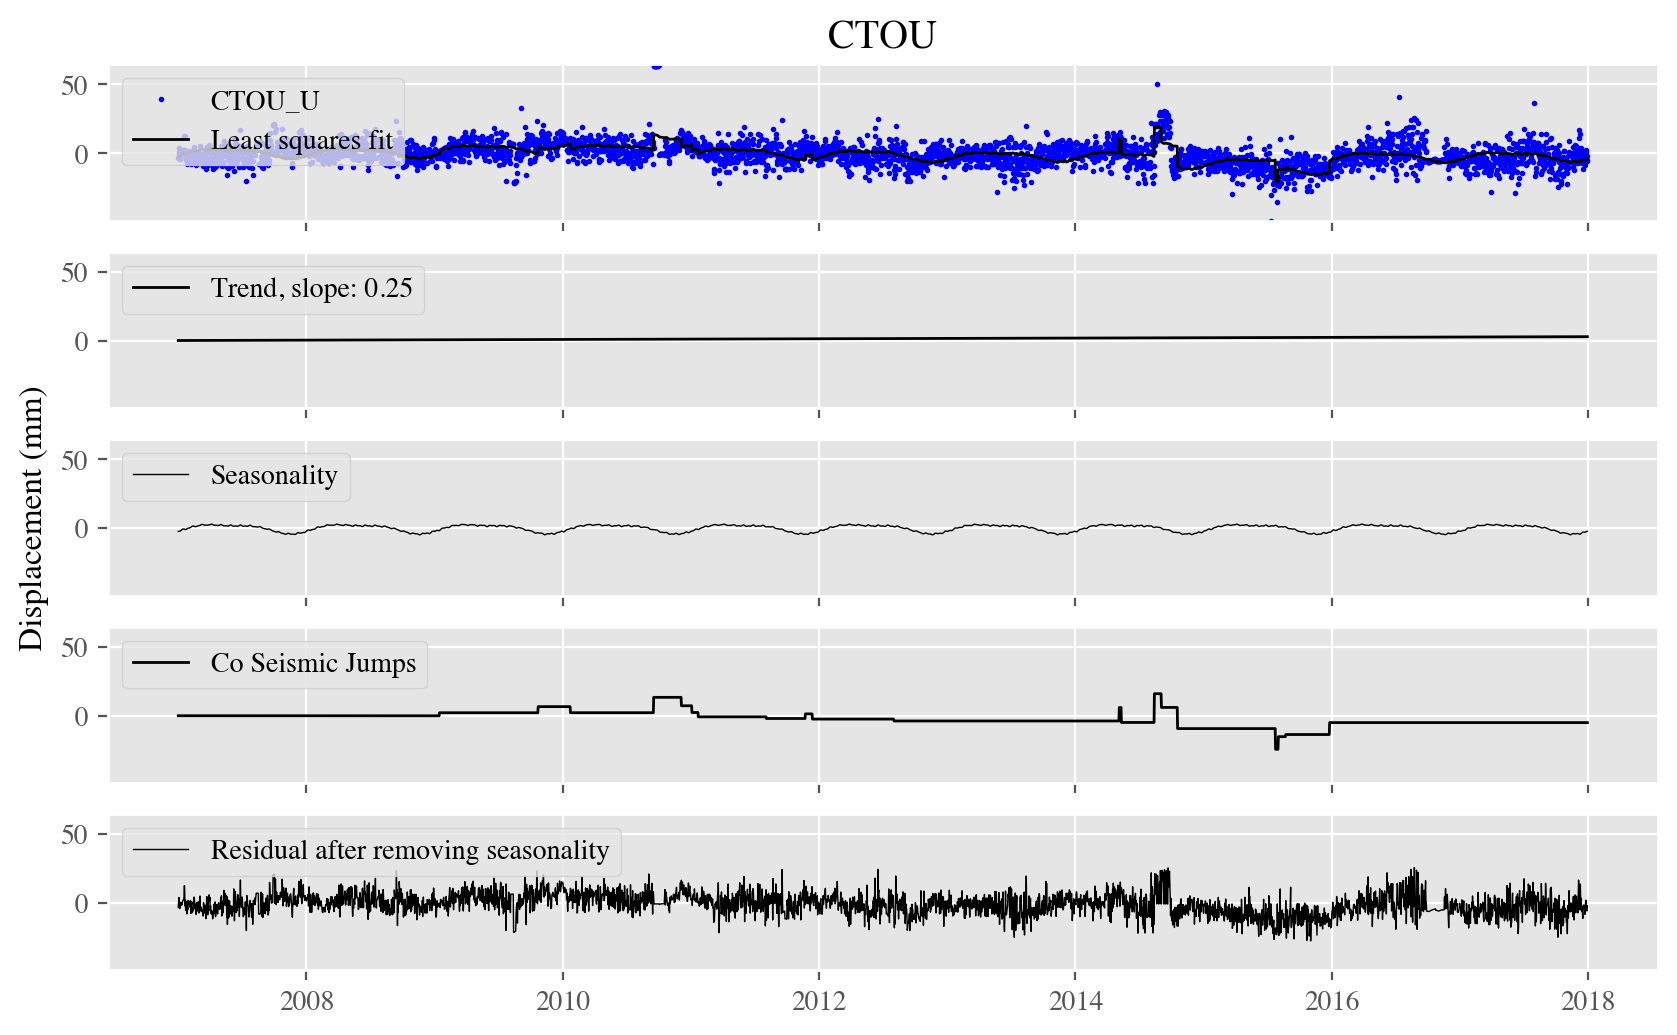 CTOU
50
0
CTOU_U
Least squares fit
50
0
Trend, slope: 0.25
Displacement (mm)
50
0
Seasonality
50
0
Co Seismic Jumps
50
0
Residual after removing seasonality
2008 2010 2012 2014 2016 2018